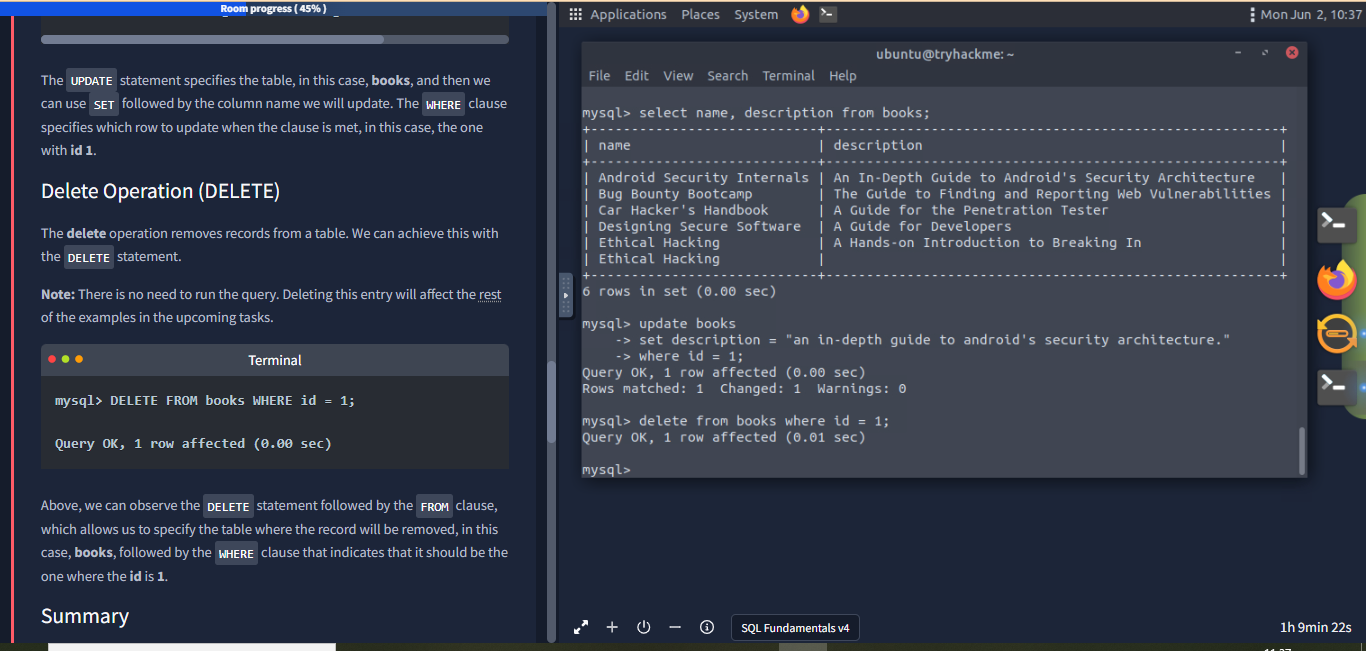 Room progress ( 45% )
The UPDATE statement specifies the table, in this case, books, and then we
can use SET followed by the column name we will update. The WHERE clause
specifies which row to update when the clause is met, in this case, the one
with id 1.
Delete Operation (DELETE)
The delete operation removes records from a table. We can achieve this with
the DELETE statement.
Note: There is no need to run the query. Deleting this entry will affect the rest
of the examples in the upcoming tasks.
Terminal
mysql> DELETE FROM books WHERE id = 1;
Query OK, 1 row affected (0.00 sec)
Above, we can observe the DELETE statement followed by the FROM clause,
which allows us to specify the table where the record will be removed, in this
case, books, followed by the WHERE clause that indicates that it should be the
one where the id is 1.
Summary
Applications Places System Mon Jun 2, 10:37
ubuntu@tryhackme: ~
File Edit View Search Terminal Help
mysql> select name, description from books;
+----------------------------+--------------------------------------------------------+
| name | description |
+----------------------------+--------------------------------------------------------+
| Android Security Internals | An In-Depth Guide to Android's Security Architecture |
| Bug Bounty Bootcamp | The Guide to Finding and Reporting Web Vulnerabilities |
| Car Hacker's Handbook | A Guide for the Penetration Tester |
| Designing Secure Software | A Guide for Developers |
| Ethical Hacking | A Hands-on Introduction to Breaking In |
| Ethical Hacking | |
+----------------------------+--------------------------------------------------------+
6 rows in set (0.00 sec)
mysql> update books
-> set description = "an in-depth guide to android's security architecture."
-> where id = 1;
Query OK, 1 row affected (0.00 sec)
Rows matched: 1 Changed: 1 Warnings: 0
mysql> delete from books where id = 1;
Query OK, 1 row affected (0.01 sec)
mysql>
SQL Fundamentals v4
1h 9min 22s